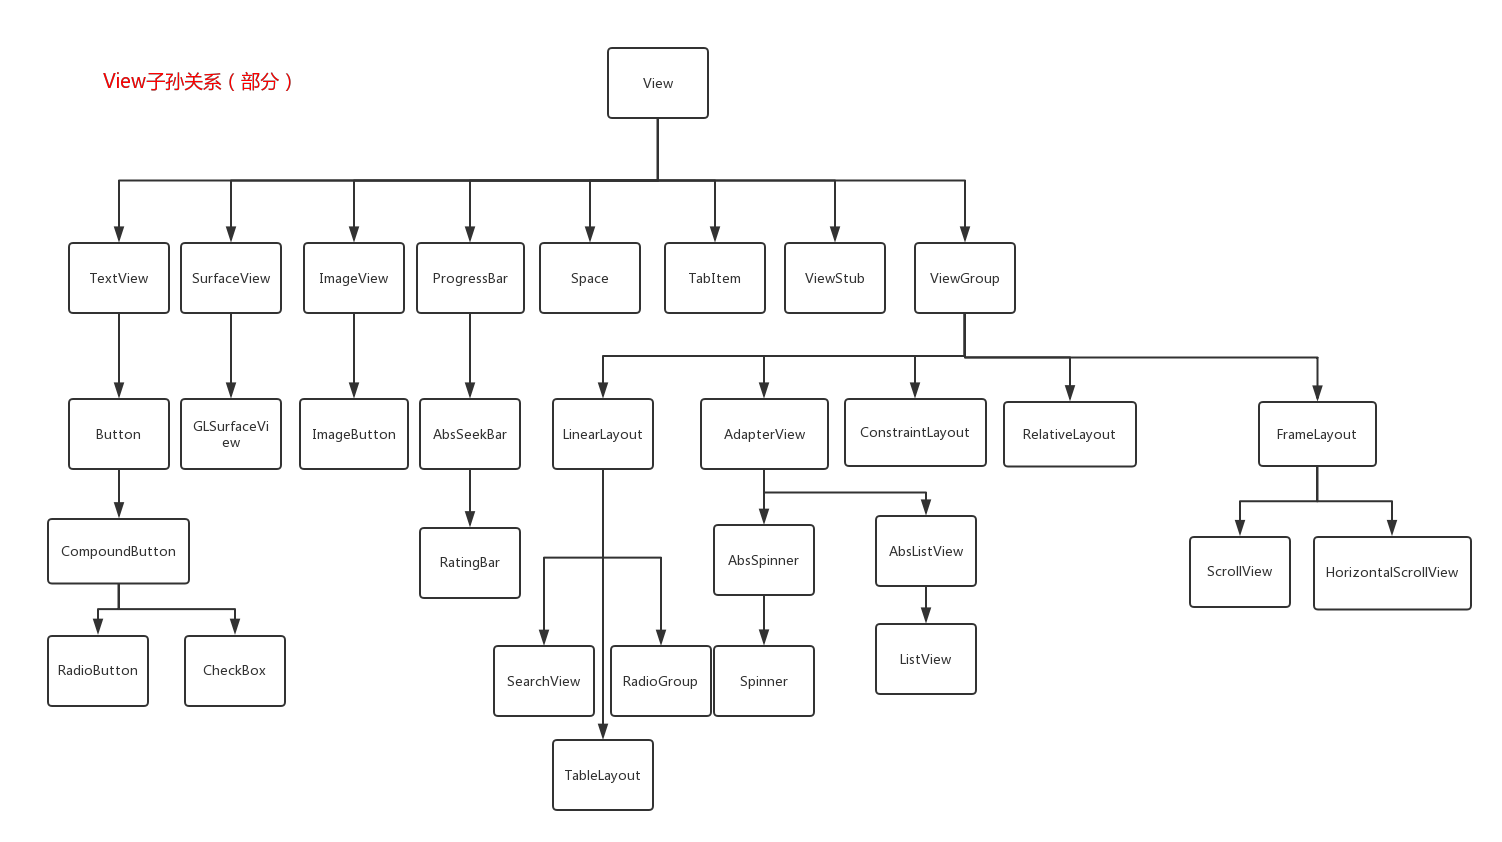 View子孙关系（部分）
View
TextView
SurfaceView
ImageView
ProgressBar
Space
TabItem
ViewStub
ViewGroup
Button
GLSurfaceVi
ew
ImageButton
AbsSeekBar
LinearLayout
AdapterView
ConstraintLayout
RelativeLayout
FrameLayout
CompoundButton
RatingBar
AbsSpinner
AbsListView
ScrollView
HorizontalScrollView
RadioButton
CheckBox
SearchView
RadioGroup
Spinner
ListView
TableLayout